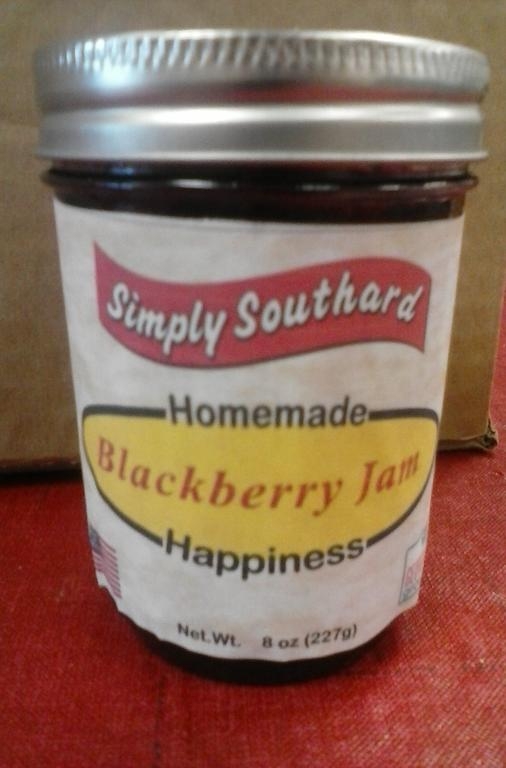 Simply Southard
Homemade
Blackberry Jam
Happiness
Net.Wt. 8 oz (227g)